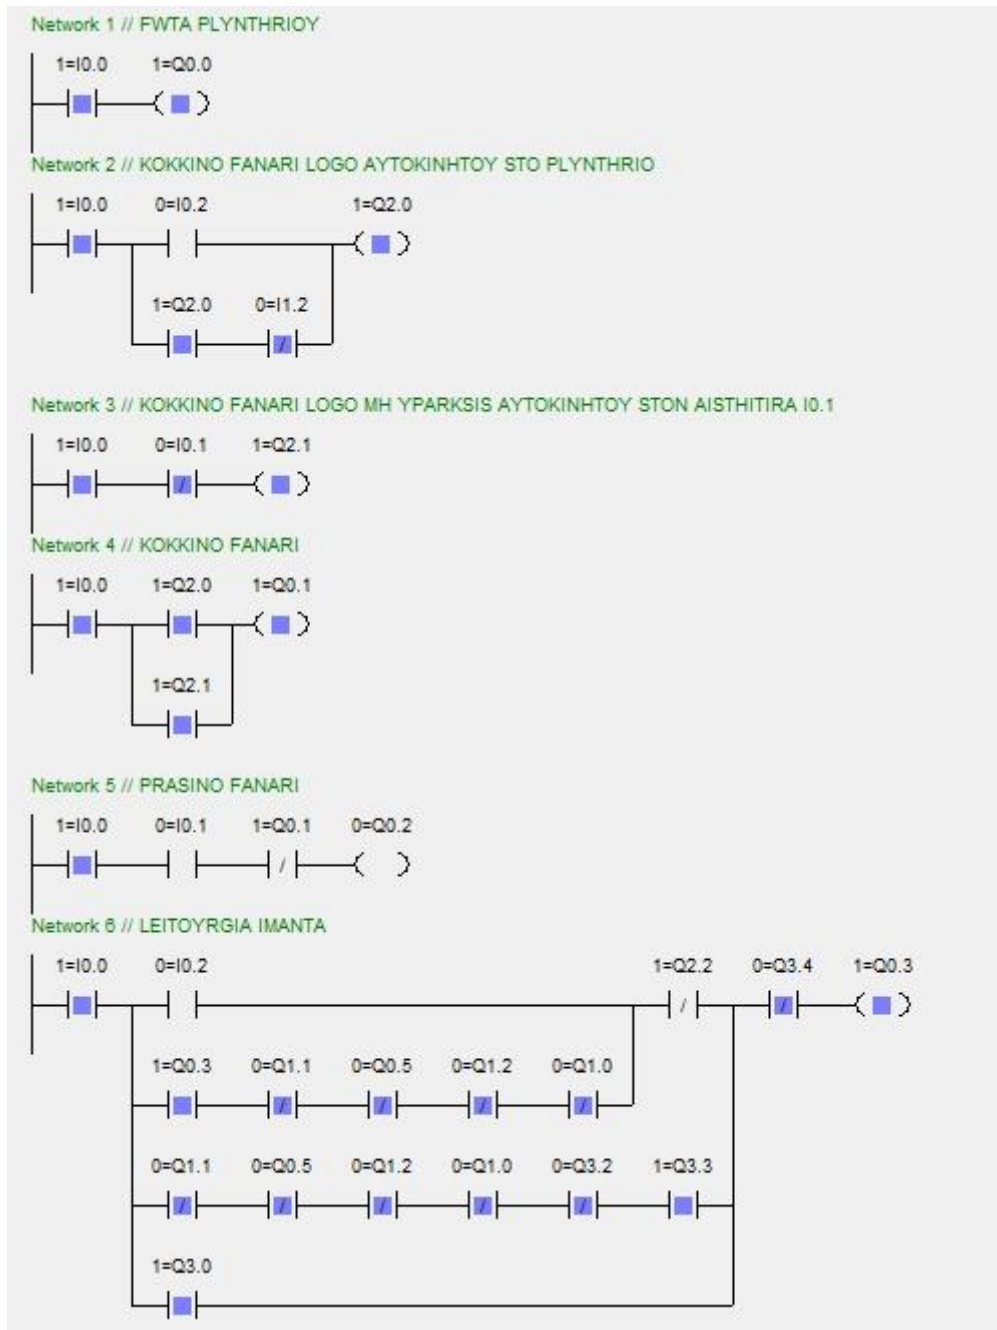 Network 1 // FWTA PLYNTHRIOY
1=I0.0 1=Q0.0
Network 2 // KOKKINO FANARI LOGO AYTOKINHTOY STO PLYNTHRIO
1=I0.0 0=I0.2 1=Q2.0
1=Q2.0 0=I1.2
Network 3 // KOKKINO FANARI LOGO MH YPARKSIS AYTOKINHTOY STON AISTHITIRA I0.1
1=I0.0 0=I0.1 1=Q2.1
Network 4 // KOKKINO FANARI
1=I0.0 1=Q2.0 1=Q0.1
1=Q2.1
Network 5 // PRASINO FANARI
1=I0.0 0=I0.1 1=Q0.1 0=Q0.2
Network 6 // LEITOYRGIA IMANTA
1=I0.0 0=I0.2 1=Q2.2 0=Q3.4 1=Q0.3
1=Q0.3 0=Q1.1 0=Q0.5 0=Q1.2 0=Q1.0
0=Q1.1 0=Q0.5 0=Q1.2 0=Q1.0 0=Q3.2 1=Q3.3
1=Q3.0